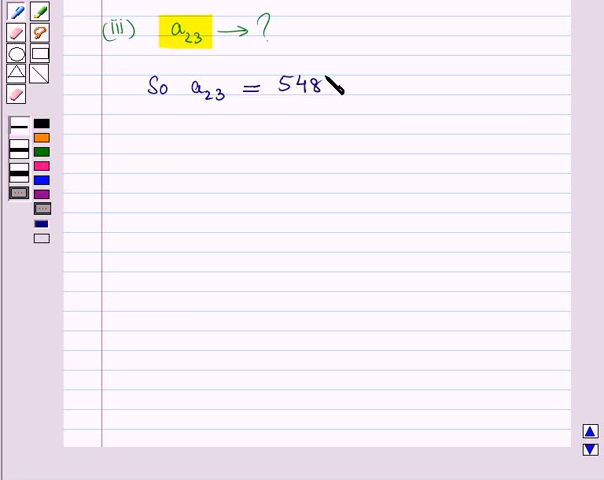 (iii) a₂₃ → ?
So a₂₃ = 548